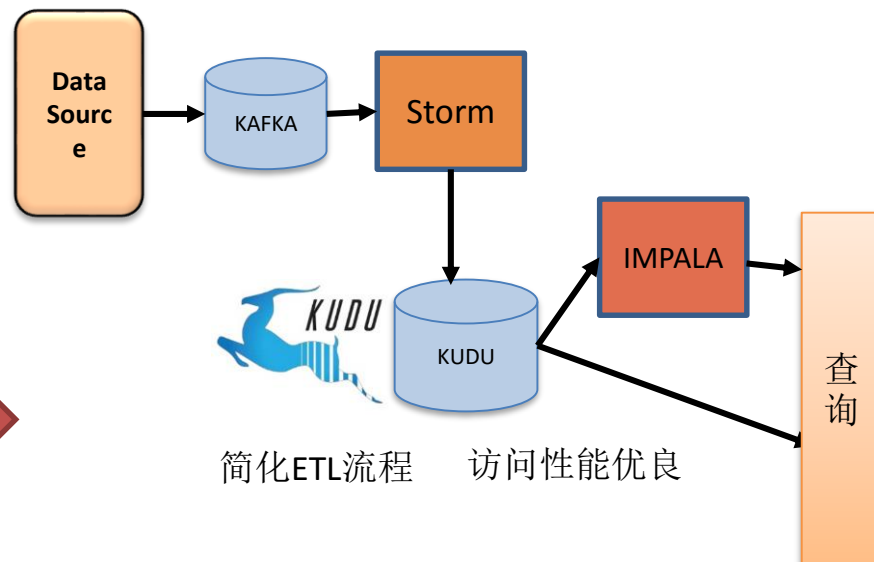 Data
Sourc
e
KAFKA
Storm
IMPALA
KUDU
KUDU
查
询
简化ETL流程
访问性能优良